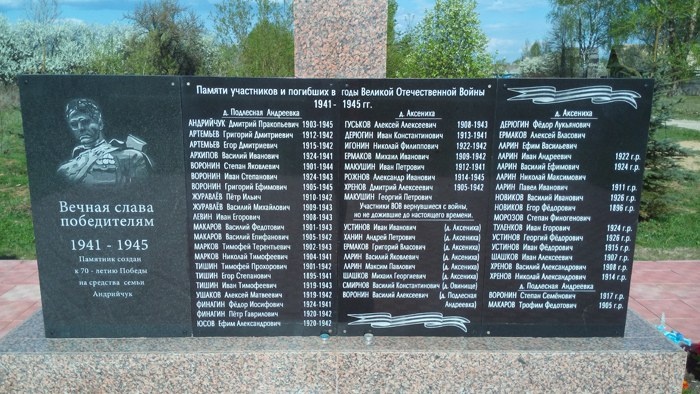 Памяти участников и погибших в годы Великой Отечественной Войны
1941 - 1945 гг.
Вечная слава
победителям
1941 - 1945
Памятник создан
к 70 - летию Победы
на средства семьи
Андрийчук
д. Подлесная Андреевка
АНДРИЙЧУК Дмитрий Прокопьевич 1903-1945
АРТЕМЬЕВ Григорий Дмитриевич 1912-1942
АРТЕМЬЕВ Егор Дмитриевич 1915-1942
АРХИПОВ Василий Иванович 1924-1941
ВОРОНИН Степан Яковлевич 1901-1944
ВОРОНИН Иван Степанович 1924-1943
ВОРОНИН Григорий Ефимович 1905-1945
ЖУРАВЛЁВ Пётр Ильич 1910-1942
ЖУРАВЛЁВ Василий Михайлович 1909-1943
ЛЕВИН Иван Егорович 1908-1943
МАКАРОВ Василий Федотович 1901-1943
МАКАРОВ Василий Епифанович 1905-1942
МАРКОВ Тимофей Терентьевич 1902-1943
МАРКОВ Николай Тимофеевич 1924-1944
ТИШИН Тимофей Прохорович 1901-1942
ТИШИН Егор Степанович 1895-1941
ТИШИН Иван Тимофеевич 1919-1943
УШАКОВ Алексей Матвеевич 1919-1942
ФИНАГИН Фёдор Иосифович 1924-1941
ФИНАГИН Пётр Гаврилович 1920-1942
ЮСОВ Ефим Александрович 1920-1942
д. Аксениха
ГУСЬКОВ Алексей Алексеевич 1908-1943
ДЕРЮГИН Иван Константинович 1913-1941
ИГОНИН Николай Филиппович 1922-1942
ЕРМАКОВ Михаил Иванович 1909-1942
МАКУШИН Иван Петрович 1912-1941
РОЖНОВ Александр Иванович 1914-1945
ХРЕНОВ Дмитрий Алексеевич 1905-1942
МАКУШИН Георгий Петрович
Участники ВОВ вернувшиеся с войны,
но не дожившие до настоящего времени.
УСТИНОВ Иван Иванович (д. Аксениха)
ХАНИН Андрей Петрович (д. Аксениха)
ЕРМАКОВ Григорий Власович (д. Аксениха)
ЛАРИН Василий Яковлевич (д. Аксениха)
ЛАРИН Максим Павлович (д. Аксениха)
ШАШКОВ Михаил Георгиевич (д. Аксениха)
СМИРНОВ Василий Константинович (д. Овинище)
ВОРОНИН Василий Алексеевич (д. Подлесная
Андреевка)
д. Аксениха
ДЕРЮГИН Фёдор Лукьянович
ЕРМАКОВ Алексей Власович
ЛАРИН Ефим Васильевич
ЛАРИН Иван Андреевич 1922 г.р.
ЛАРИН Василий Ефимович 1924 г.р.
ЛАРИН Николай Максимович
ЛАРИН Павел Иванович 1911 г.р.
НОВИКОВ Василий Иванович 1926 г.р.
НОВИКОВ Егор Фёдорович 1896 г.р.
МОРОЗОВ Степан Финогенович
ТУЛЕНКОВ Иван Егорович 1924 г.р.
УСТИНОВ Георгий Фёдорович 1926 г.р.
УСТИНОВ Иван Фёдорович 1915 г.р.
ШАШКОВ Иван Алексеевич 1907 г.р.
ХРЕНОВ Василий Александрович 1908 г.р.
ХРЕНОВ Николай Александрович 1914 г.р.
д. Подлесная Андреевка
ВОРОНИН Степан Семёнович 1917 г.р.
МАКАРОВ Трофим Федотович 1905 г.р.